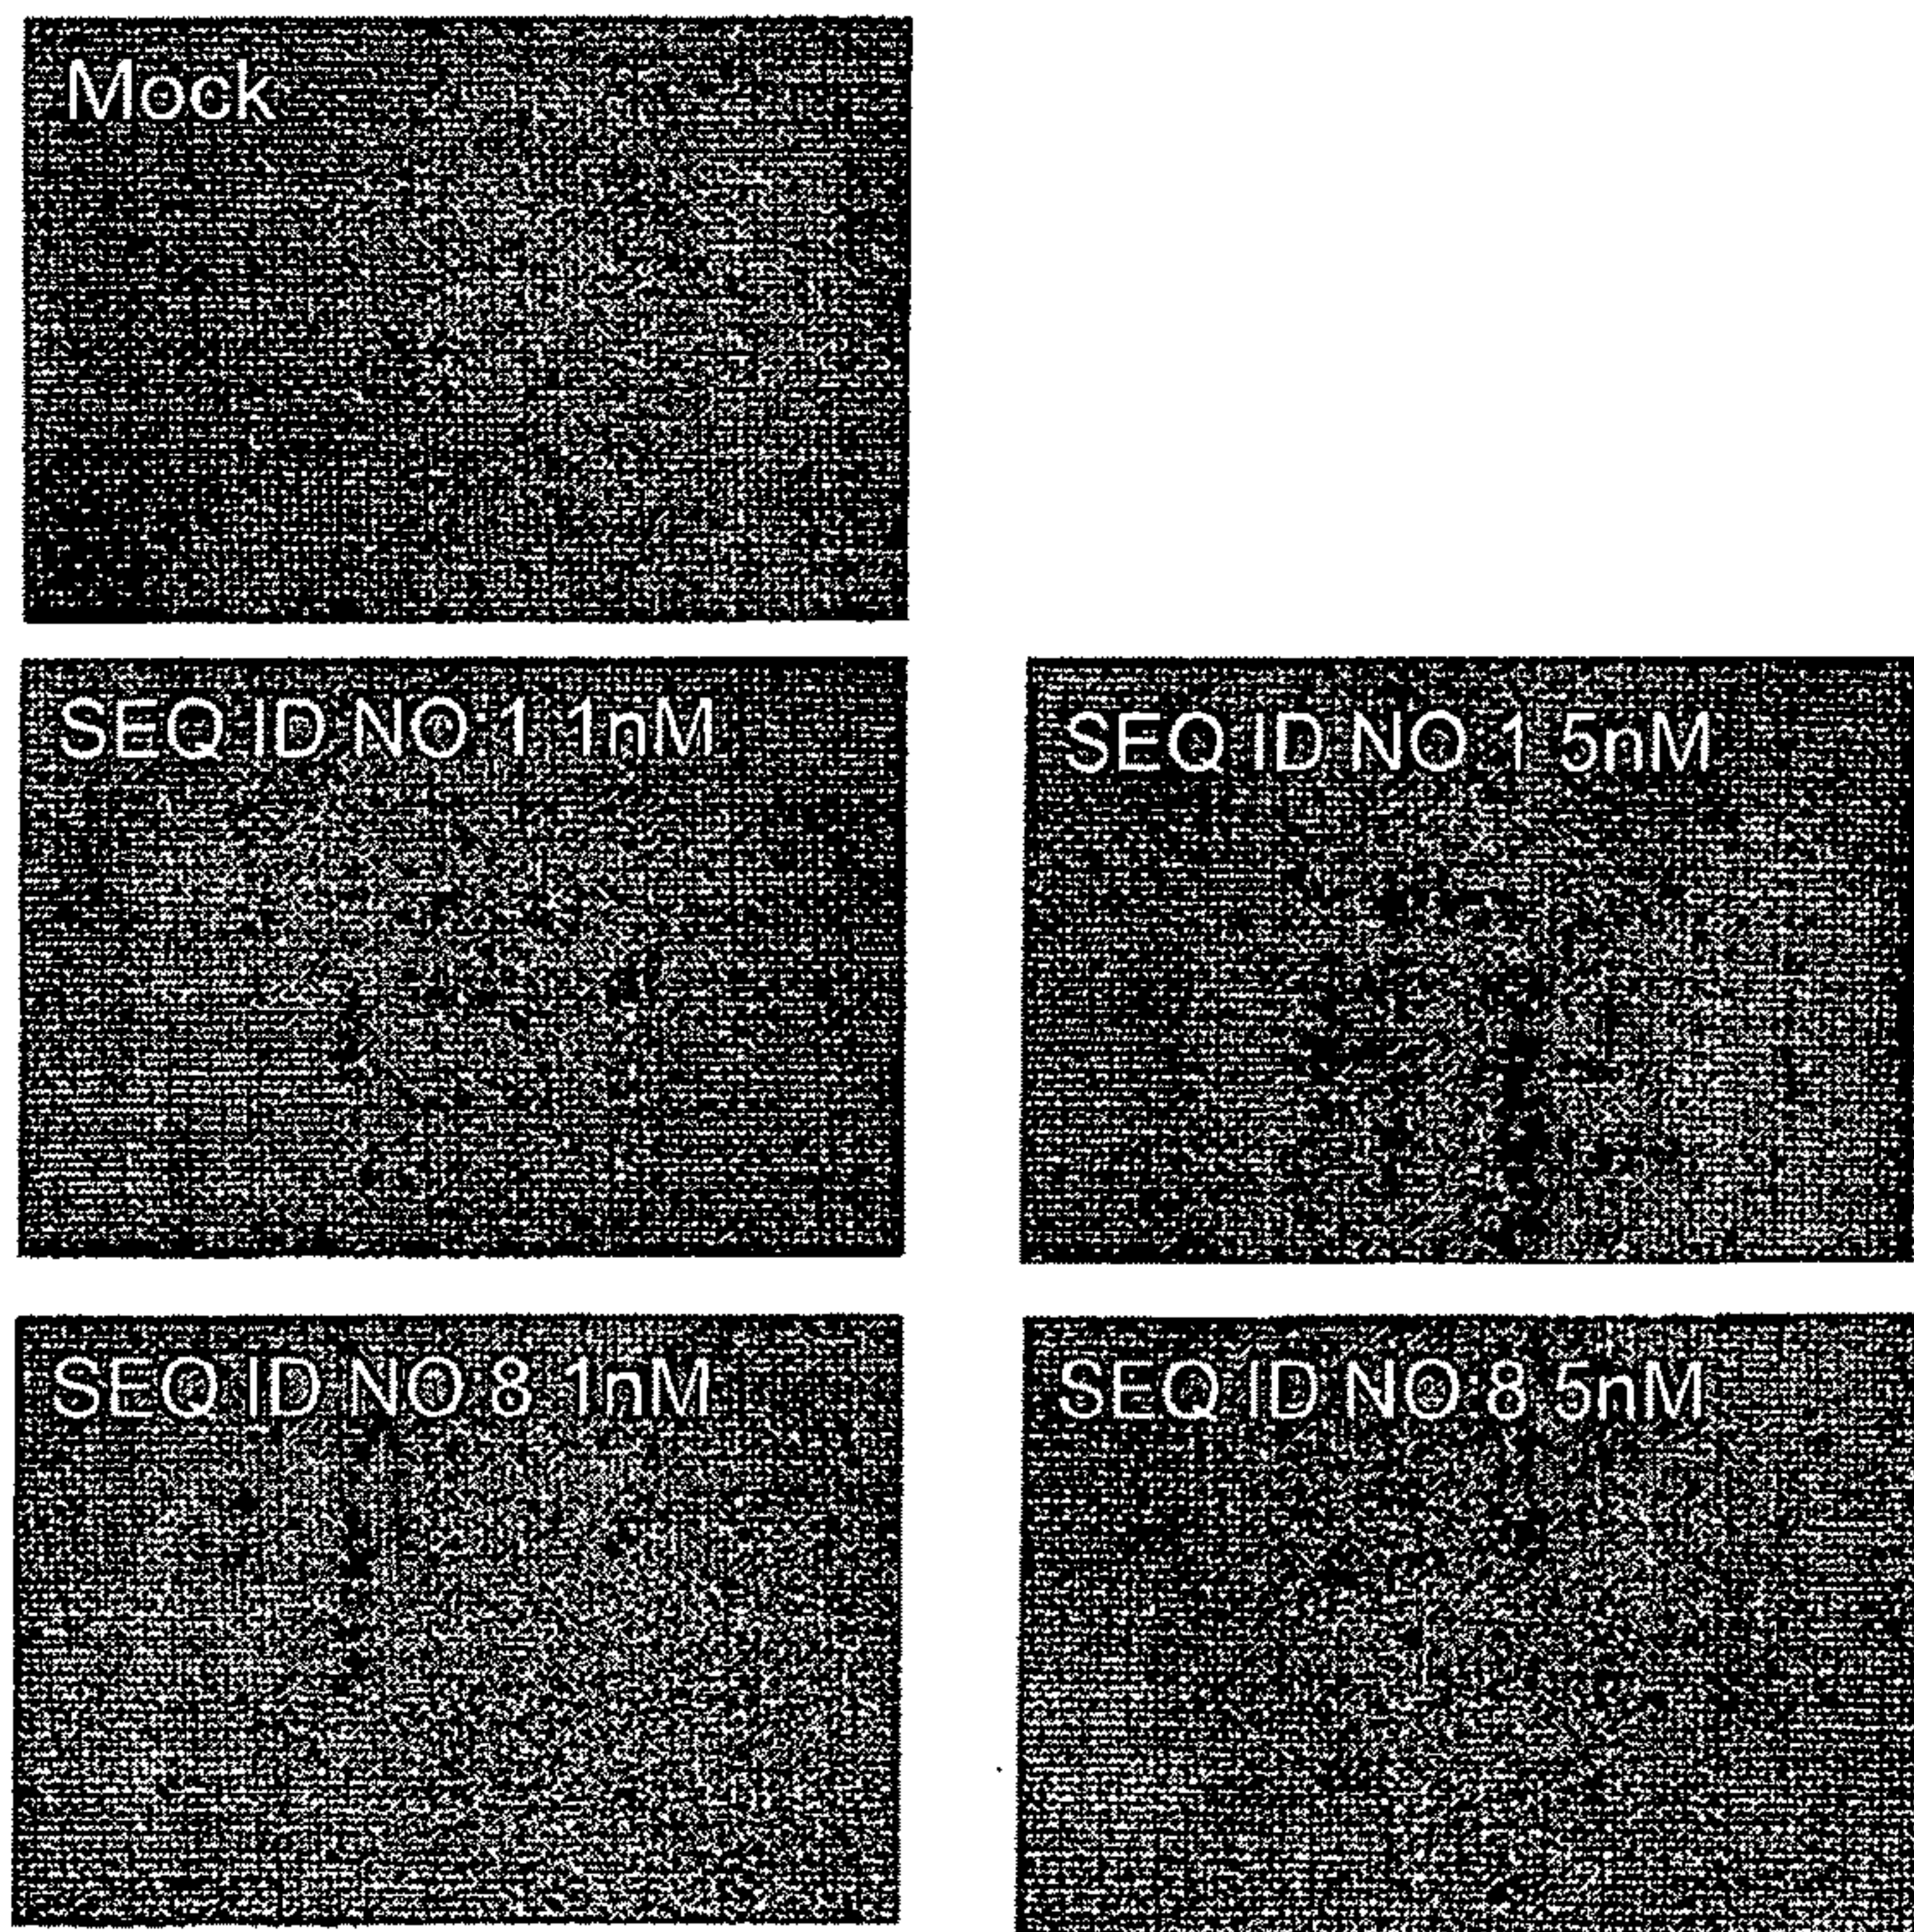 Mock
SEQ ID NO:1 1nM
SEQ ID NO:1 5nM
SEQ ID NO:8 1nM
SEQ ID NO:8 5nM